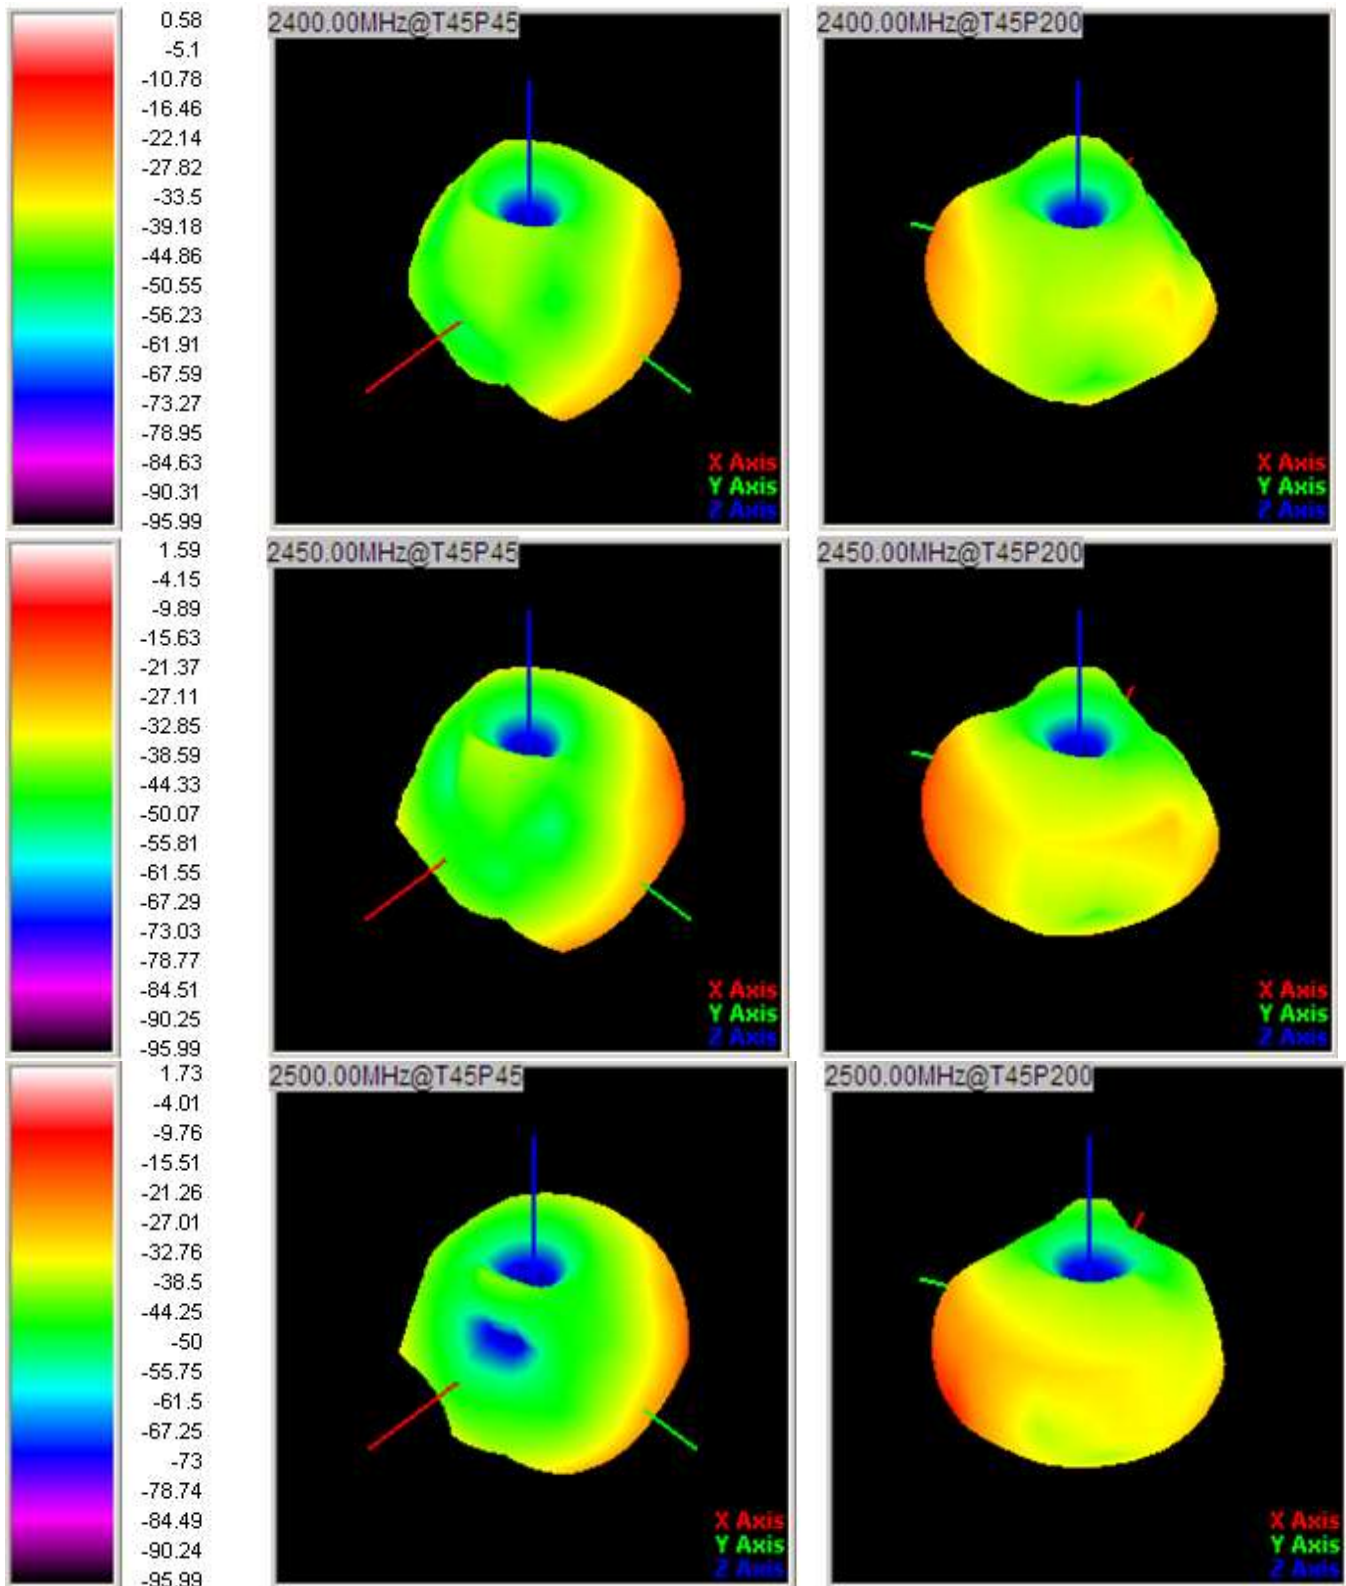 0.58
-5.1
-10.78
-16.46
-22.14
-27.82
-33.5
-39.18
-44.86
-50.55
-56.23
-61.91
-67.59
-73.27
-78.95
-84.63
-90.31
-95.99
2400.00MHz@T45P45
X Axis
Y Axis
Z Axis
2400.00MHz@T45P200
X Axis
Y Axis
Z Axis
1.59
-4.15
-9.89
-15.63
-21.37
-27.11
-32.85
-38.59
-44.33
-50.07
-55.81
-61.55
-67.29
-73.03
-78.77
-84.51
-90.25
-95.99
2450.00MHz@T45P45
X Axis
Y Axis
Z Axis
2450.00MHz@T45P200
X Axis
Y Axis
Z Axis
1.73
-4.01
-9.76
-15.51
-21.26
-27.01
-32.76
-38.5
-44.25
-50
-55.75
-61.5
-67.25
-73
-78.74
-84.49
-90.24
-95.99
2500.00MHz@T45P45
X Axis
Y Axis
Z Axis
2500.00MHz@T45P200
X Axis
Y Axis
Z Axis